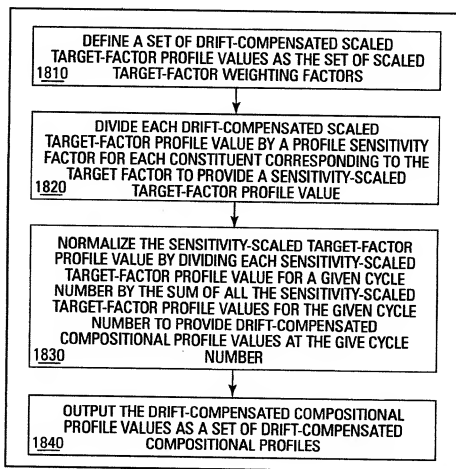 DEFINE A SET OF DRIFT-COMPENSATED SCALED
TARGET-FACTOR PROFILE VALUES AS THE SET OF SCALED
1810 TARGET-FACTOR WEIGHTING FACTORS
DIVIDE EACH DRIFT-COMPENSATED SCALED
TARGET-FACTOR PROFILE VALUE BY A PROFILE SENSITIVITY
FACTOR FOR EACH CONSTITUENT CORRESPONDING TO THE
TARGET FACTOR TO PROVIDE A SENSITIVITY-SCALED
1820 TARGET-FACTOR PROFILE VALUE
NORMALIZE THE SENSITIVITY-SCALED TARGET-FACTOR
PROFILE VALUE BY DIVIDING EACH SENSITIVITY-SCALED
TARGET-FACTOR PROFILE VALUE FOR A GIVEN CYCLE
NUMBER BY THE SUM OF ALL THE SENSITIVITY-SCALED
TARGET-FACTOR PROFILE VALUES FOR THE GIVEN CYCLE
NUMBER TO PROVIDE DRIFT-COMPENSATED
COMPOSITIONAL PROFILE VALUES AT THE GIVE CYCLE
1830 NUMBER
OUTPUT THE DRIFT-COMPENSATED COMPOSITIONAL
PROFILE VALUES AS A SET OF DRIFT-COMPENSATED
1840 COMPOSITIONAL PROFILES